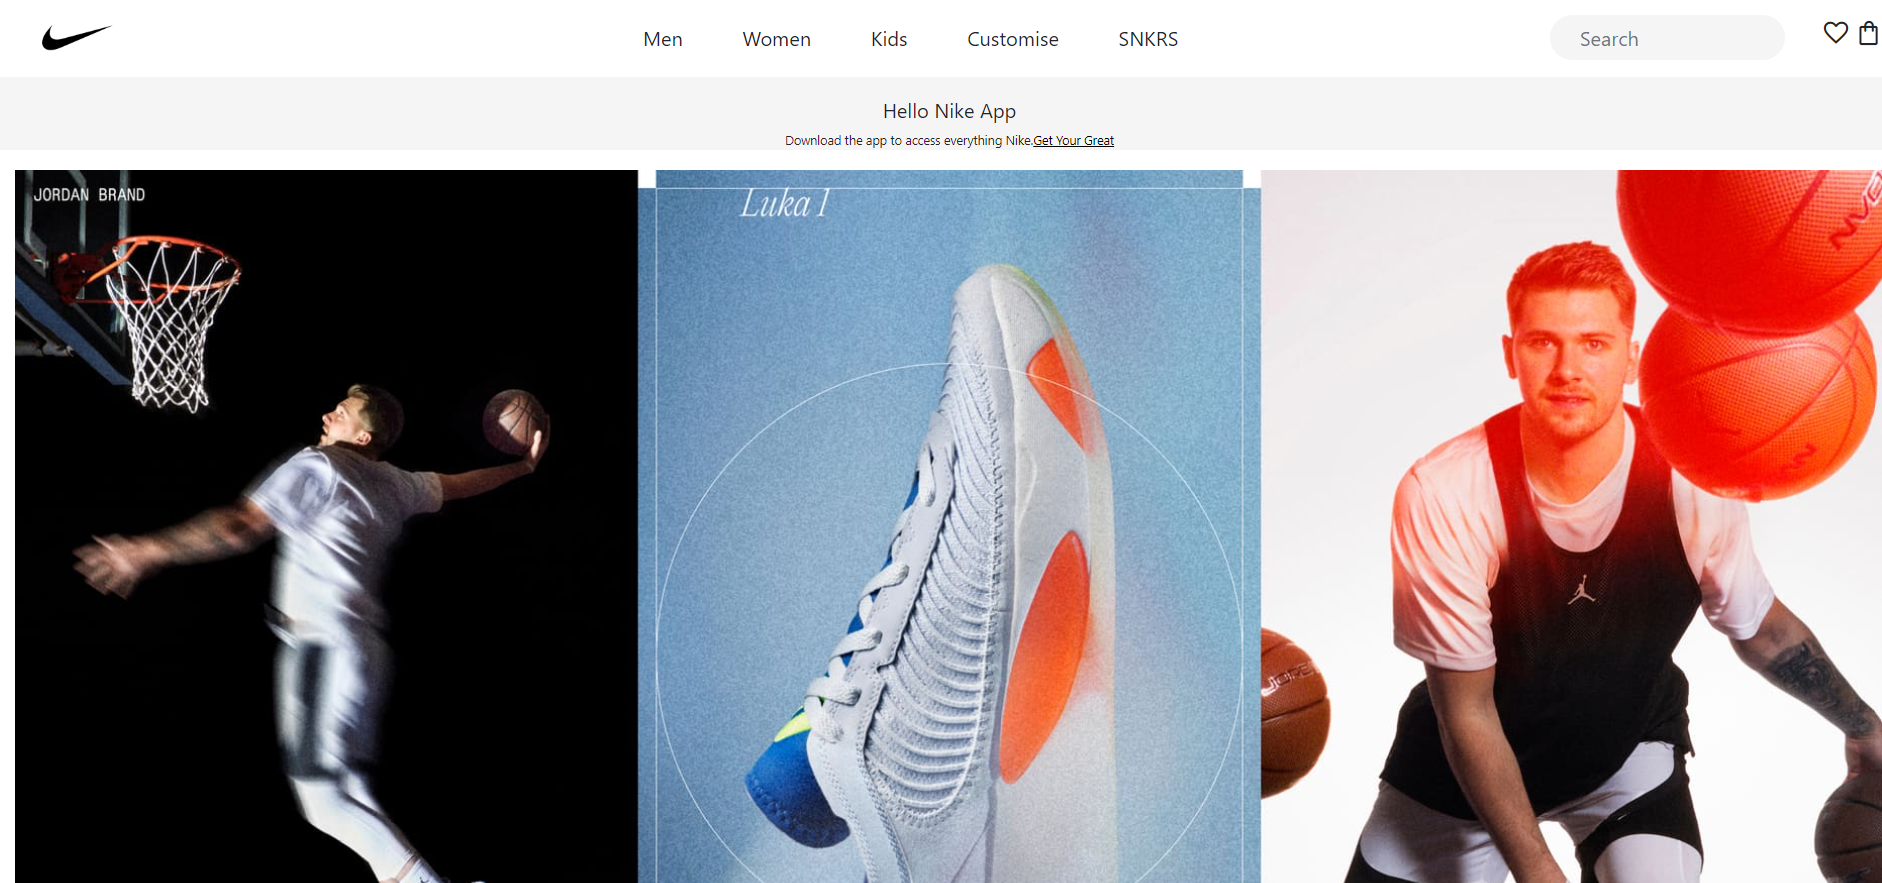 Men Women Kids Customise SNKRS Search
Hello Nike App
Download the app to access everything Nike.Get Your Great
JORDAN BRAND
Luka 1